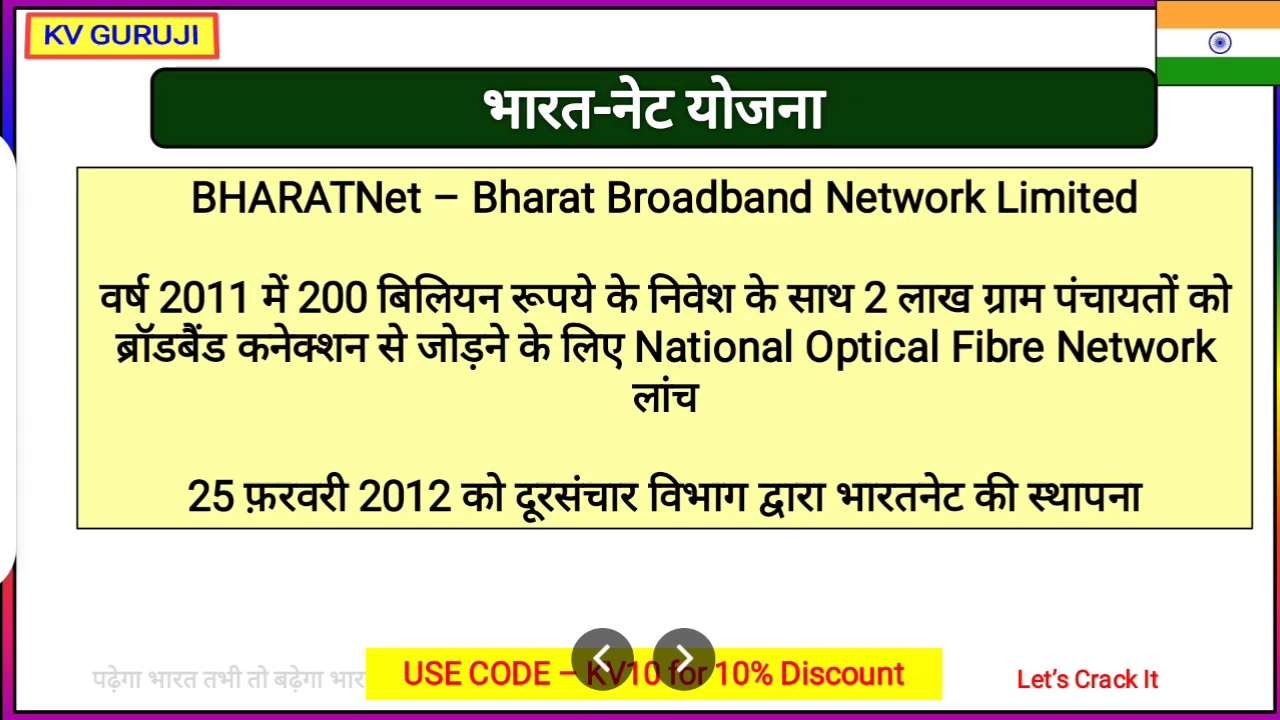 KV GURUJI
भारत-नेट योजना
BHARATNet – Bharat Broadband Network Limited
वर्ष 2011 में 200 बिलियन रूपये के निवेश के साथ 2 लाख ग्राम पंचायतों को
ब्रॉडबैंड कनेक्शन से जोड़ने के लिए National Optical Fibre Network
लांच
25 फ़रवरी 2012 को दूरसंचार विभाग द्वारा भारतनेट की स्थापना
पढ़ेगा भारत तभी तो बढ़ेगा भार
USE CODE – KV10 for 10% Discount
Let’s Crack It